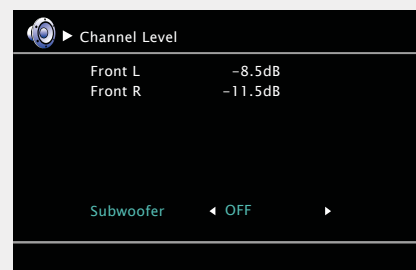 Channel Level
Front L -8.5dB
Front R -11.5dB
Subwoofer OFF